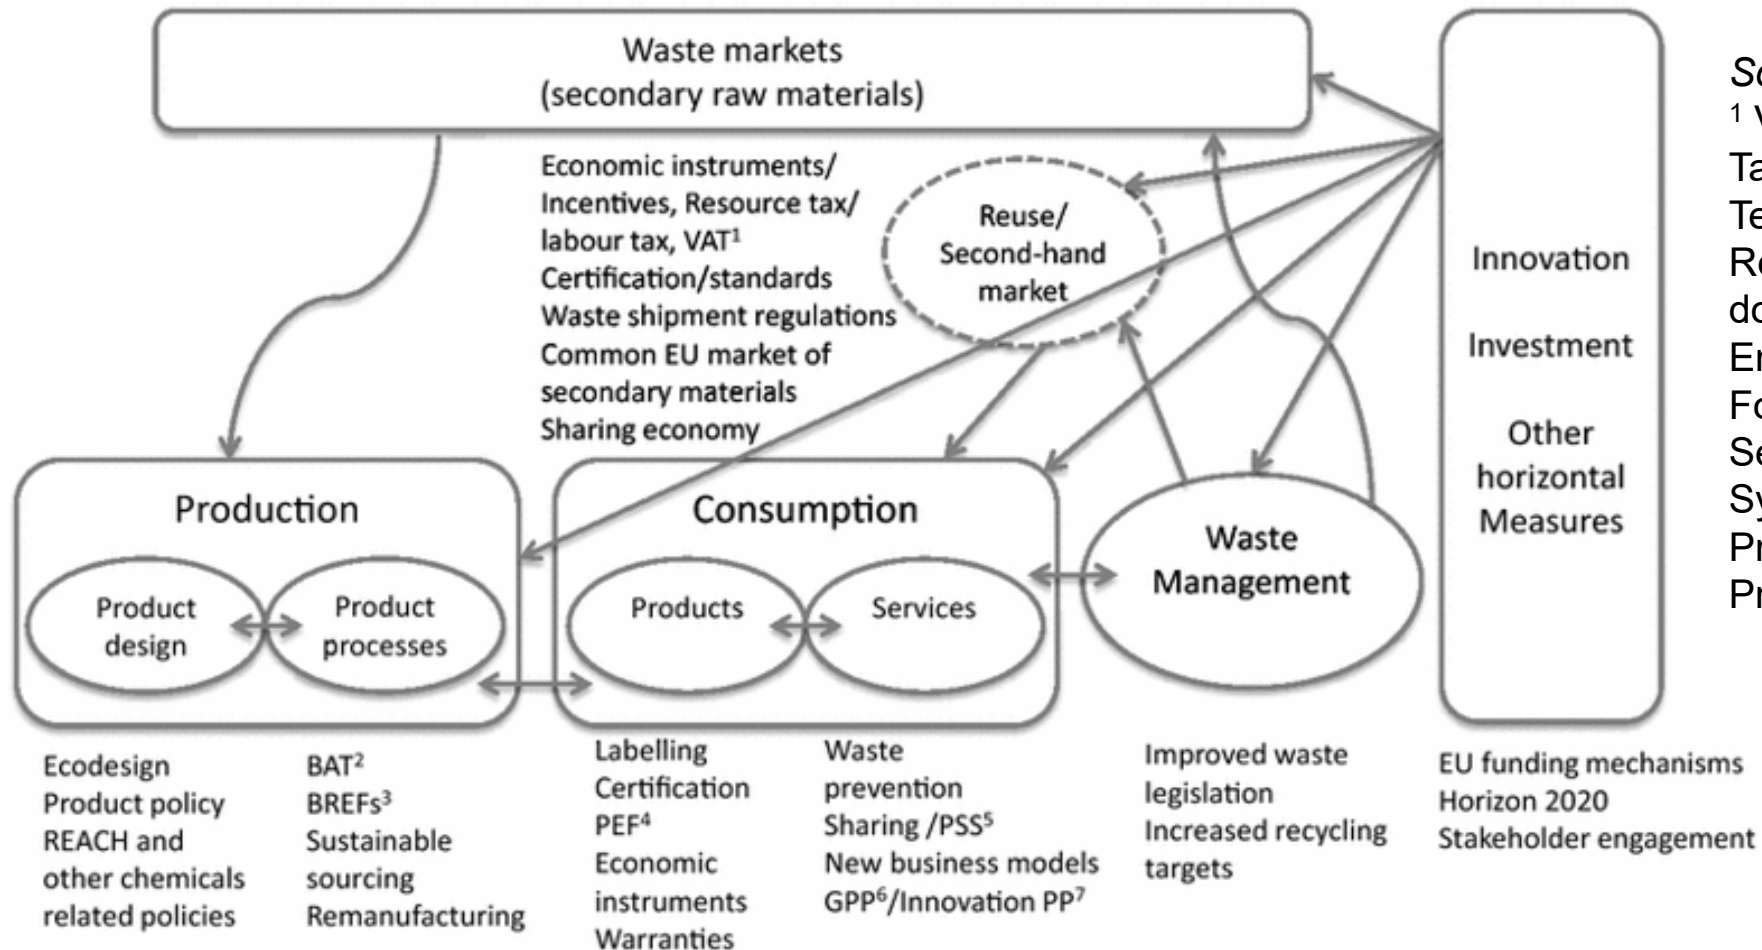 Waste markets
(secondary raw materials)
Economic instruments/
Incentives, Resource tax/
labour tax, VAT¹
Certification/standards
Waste shipment regulations
Common EU market of
secondary materials
Sharing economy
Reuse/
Second-hand
market
Innovation
Investment
Other
horizontal
Measures
Production
Product
design
Product
processes
Consumption
Products
Services
Waste
Management
Ecodesign
Product policy
REACH and
other chemicals
related policies
BAT²
BREFs³
Sustainable
sourcing
Remanufacturing
Labelling
Certification
PEF⁴
Economic
instruments
Warranties
Waste
prevention
Sharing /PSS⁵
New business models
GPP⁶/Innovation PP⁷
Improved waste
legislation
Increased recycling
targets
EU funding mechanisms
Horizon 2020
Stakeholder engagement
1